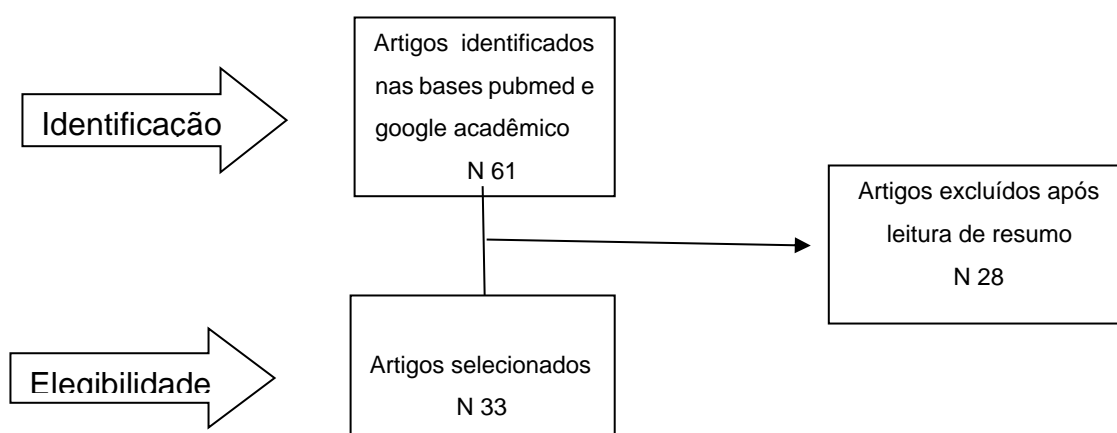 Artigos identificados
nas bases pubmed e
google acadêmico
N 61
Identificação
Artigos excluídos após
leitura de resumo
N 28
Artigos selecionados
N 33
Elegibilidade